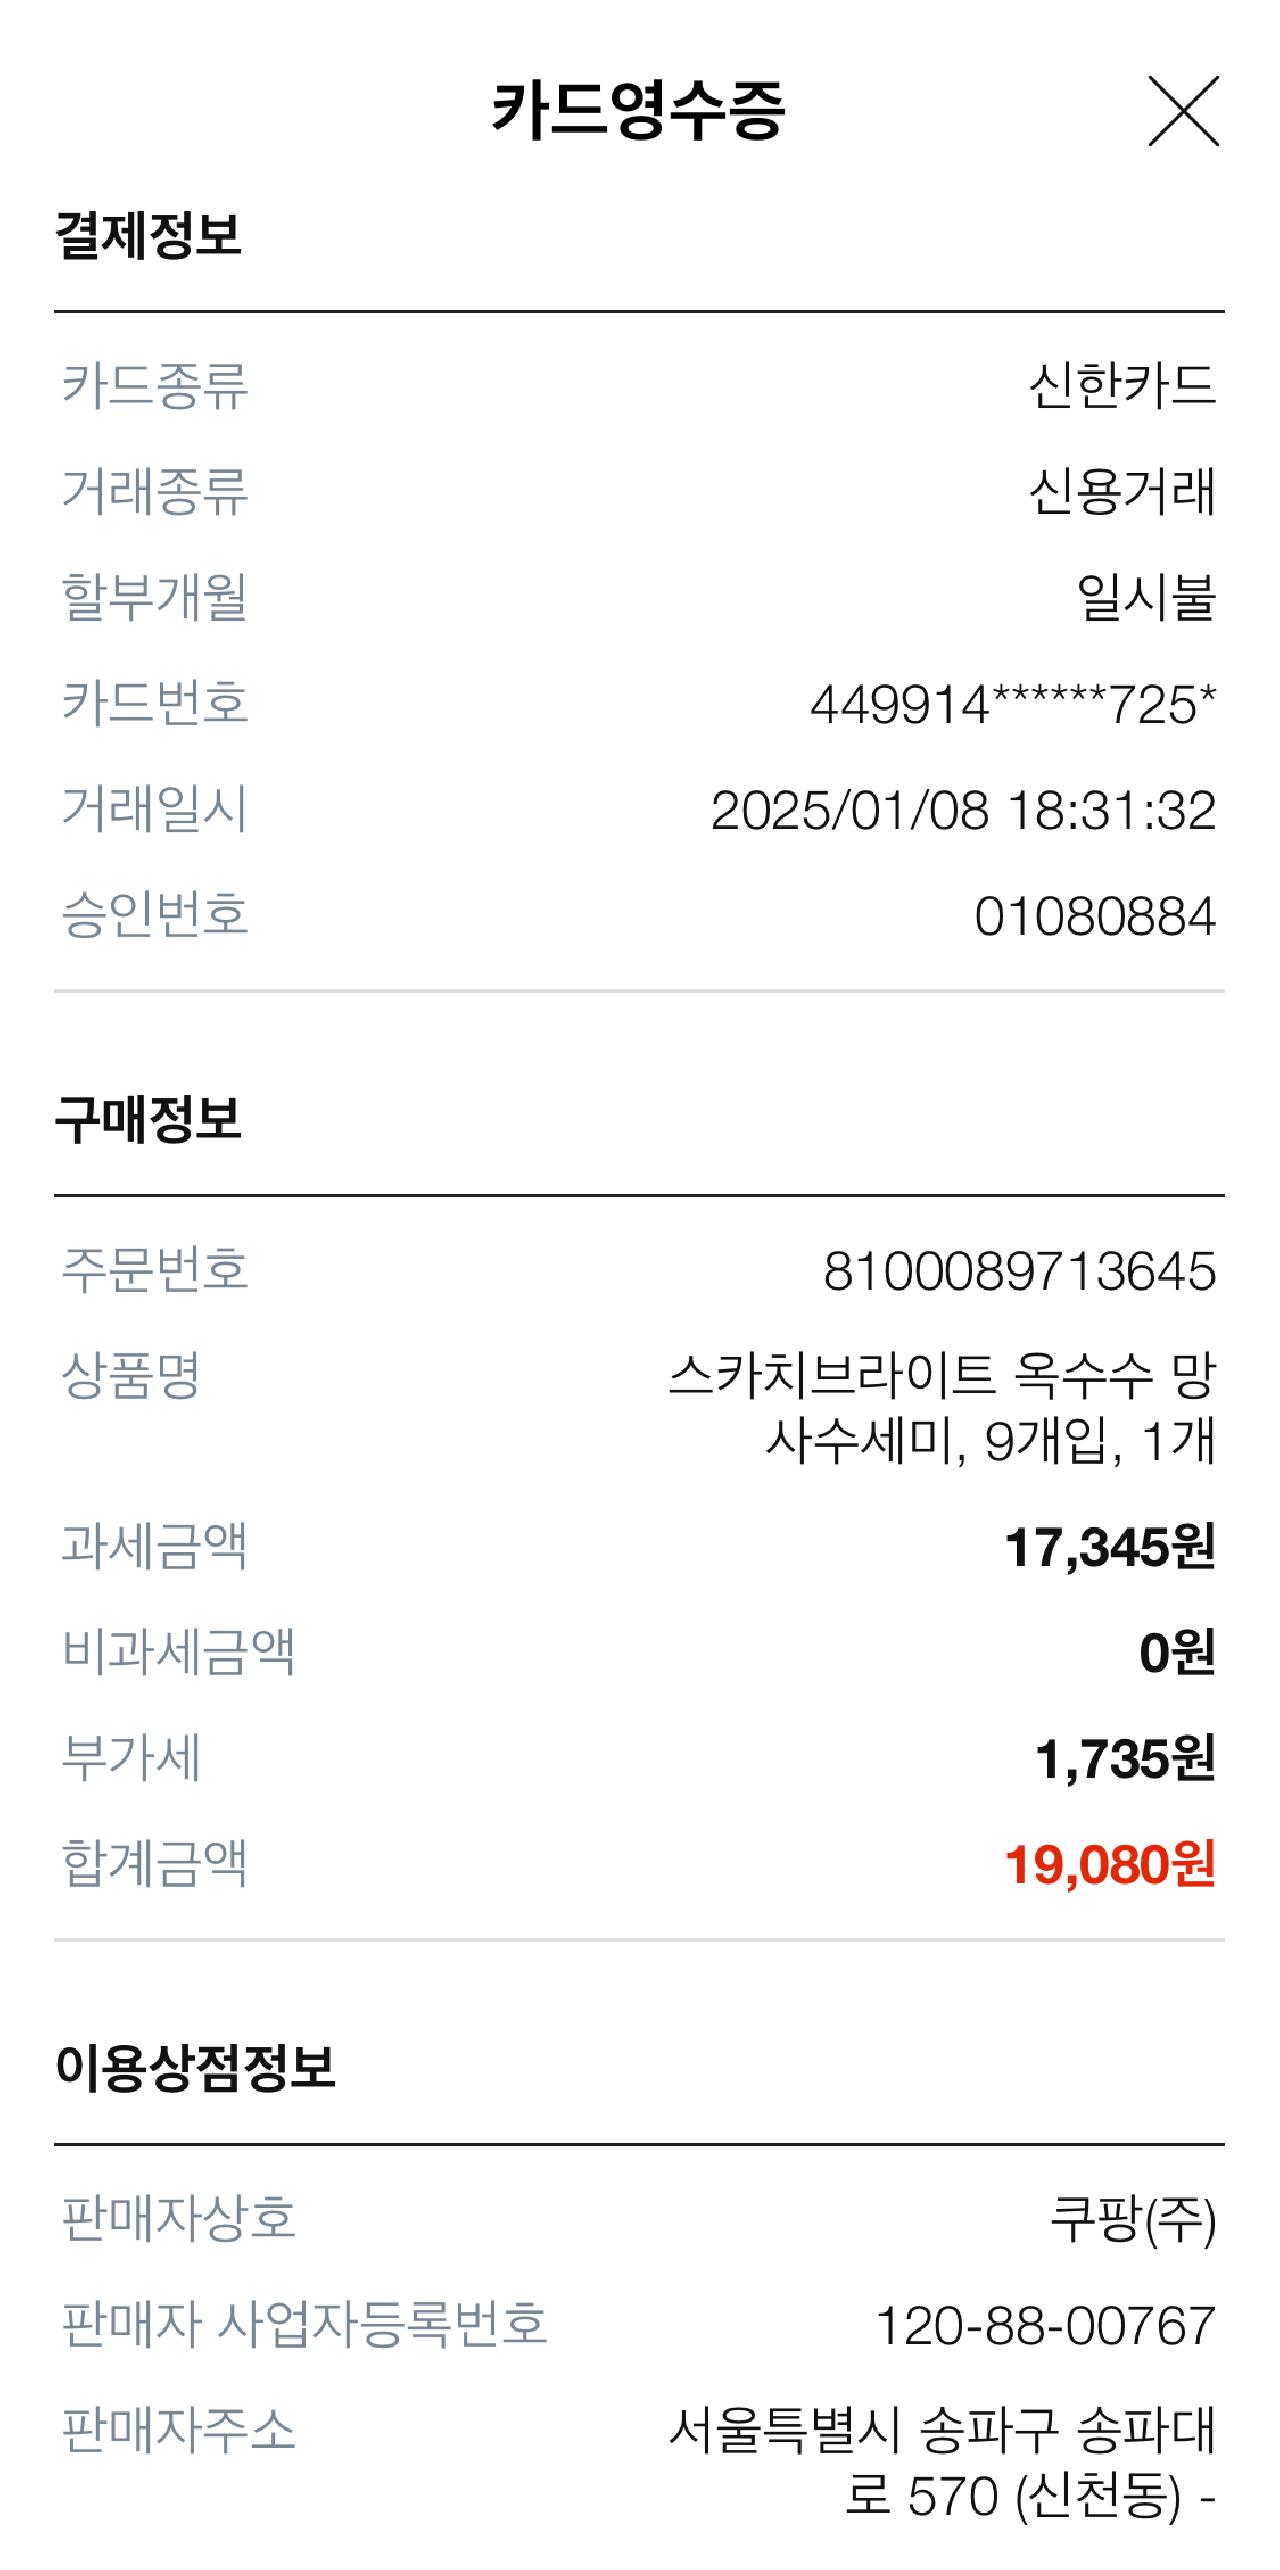 카드영수증
결제정보
카드종류 신한카드
거래종류 신용거래
할부개월 일시불
카드번호 449914******725*
거래일시 2025/01/08 18:31:32
승인번호 01080884
구매정보
주문번호 8100089713645
상품명 스카치브라이트 옥수수 망
사수세미, 9개입, 1개
과세금액 17,345원
비과세금액 0원
부가세 1,735원
합계금액 19,080원
이용상점정보
판매자상호 쿠팡(주)
판매자 사업자등록번호 120-88-00767
판매자주소 서울특별시 송파구 송파대
로 570 (신천동) -